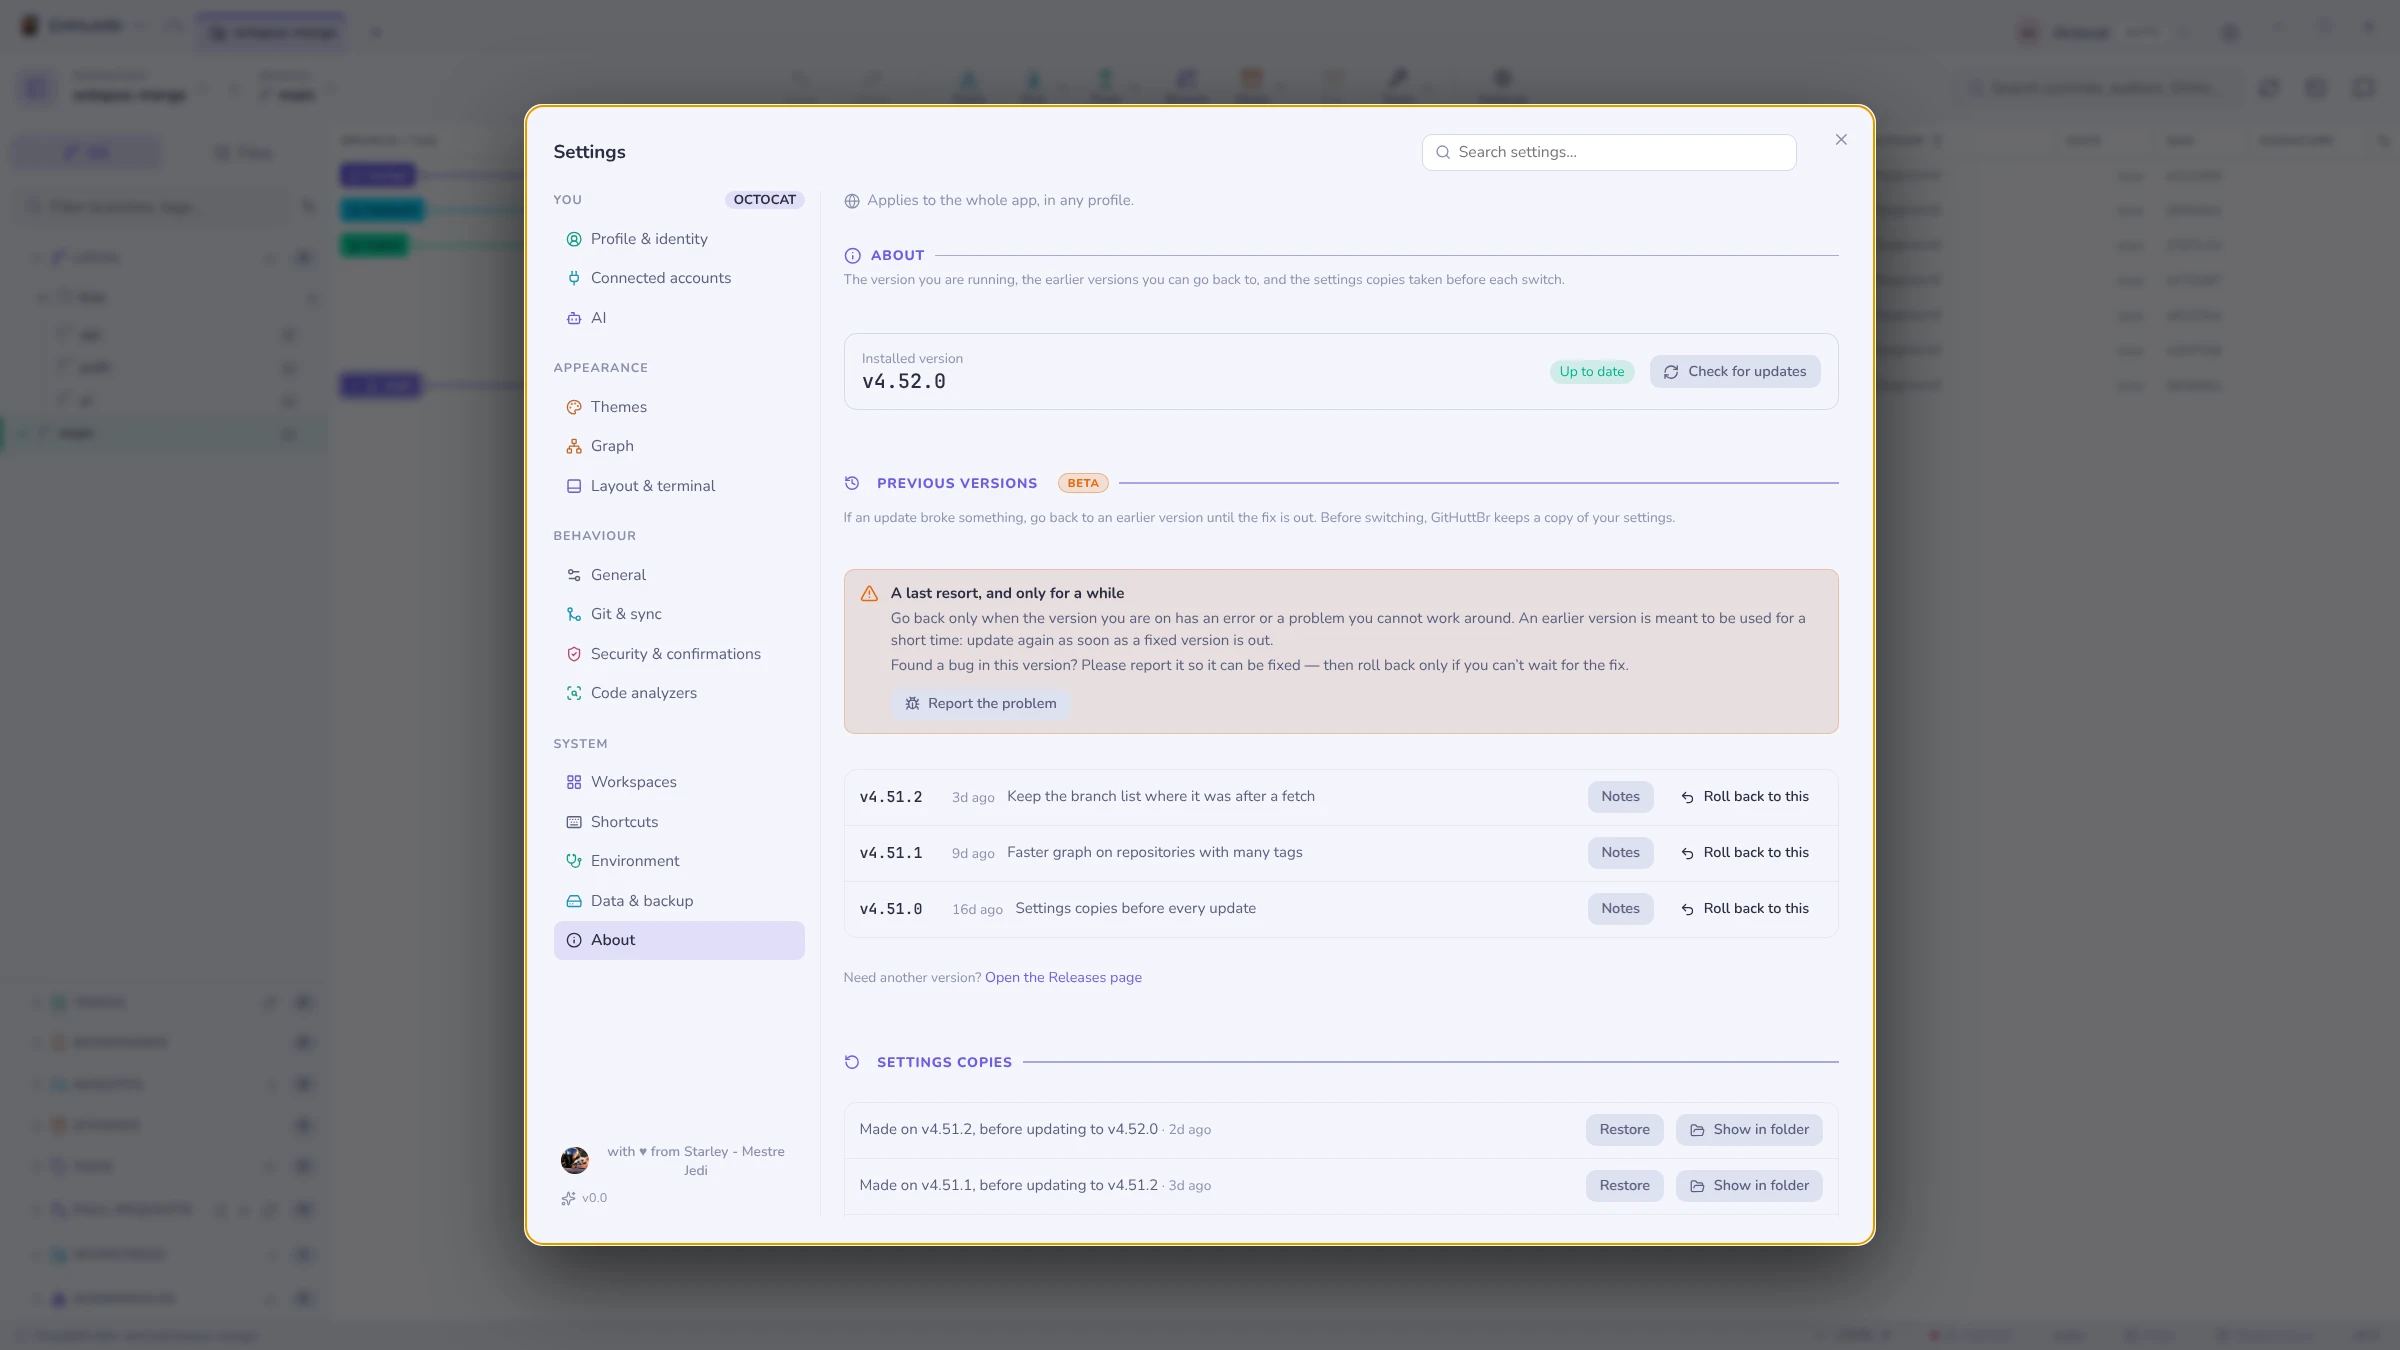 Settings
Search settings...
YOU
OCTOCAT
Profile & identity
Connected accounts
AI
APPEARANCE
Themes
Graph
Layout & terminal
BEHAVIOUR
General
Git & sync
Security & confirmations
Code analyzers
SYSTEM
Workspaces
Shortcuts
Environment
Data & backup
About
with ♥ from Starley - Mestre
Jedi
v0.0
Applies to the whole app, in any profile.
ABOUT
The version you are running, the earlier versions you can go back to, and the settings copies taken before each switch.
Installed version
v4.52.0
Up to date
Check for updates
PREVIOUS VERSIONS
BETA
If an update broke something, go back to an earlier version until the fix is out. Before switching, GitHuttBr keeps a copy of your settings.
A last resort, and only for a while
Go back only when the version you are on has an error or a problem you cannot work around. An earlier version is meant to be used for a
short time: update again as soon as a fixed version is out.
Found a bug in this version? Please report it so it can be fixed — then roll back only if you can't wait for the fix.
Report the problem
v4.51.2 3d ago Keep the branch list where it was after a fetch Notes Roll back to this
v4.51.1 9d ago Faster graph on repositories with many tags Notes Roll back to this
v4.51.0 16d ago Settings copies before every update Notes Roll back to this
Need another version? Open the Releases page
SETTINGS COPIES
Made on v4.51.2, before updating to v4.52.0 · 2d ago Restore Show in folder
Made on v4.51.1, before updating to v4.51.2 · 3d ago Restore Show in folder